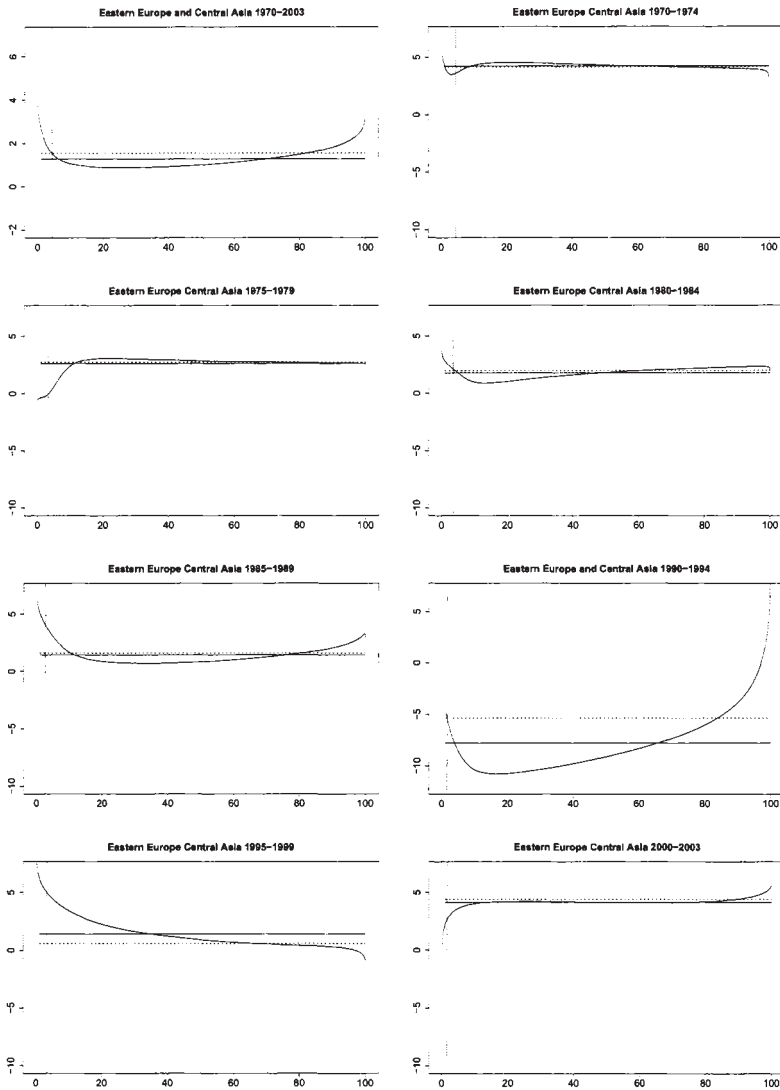 Eastern Europe and Central Asia 1970-2003
6
4
2
0
-2
0 20 40 60 80 100
Eastern Europe Central Asia 1970-1974
5
0
-5
-10
0 20 40 60 80 100
Eastern Europe Central Asia 1975-1979
5
0
-5
-10
0 20 40 60 80 100
Eastern Europe Central Asia 1980-1984
5
0
-5
-10
0 20 40 60 80 100
Eastern Europe Central Asia 1985-1989
5
0
-5
-10
0 20 40 60 80 100
Eastern Europe and Central Asia 1990-1994
5
0
-5
-10
0 20 40 60 80 100
Eastern Europe Central Asia 1995-1999
5
0
-5
-10
0 20 40 60 80 100
Eastern Europe Central Asia 2000-2003
5
0
-5
-10
0 20 40 60 80 100